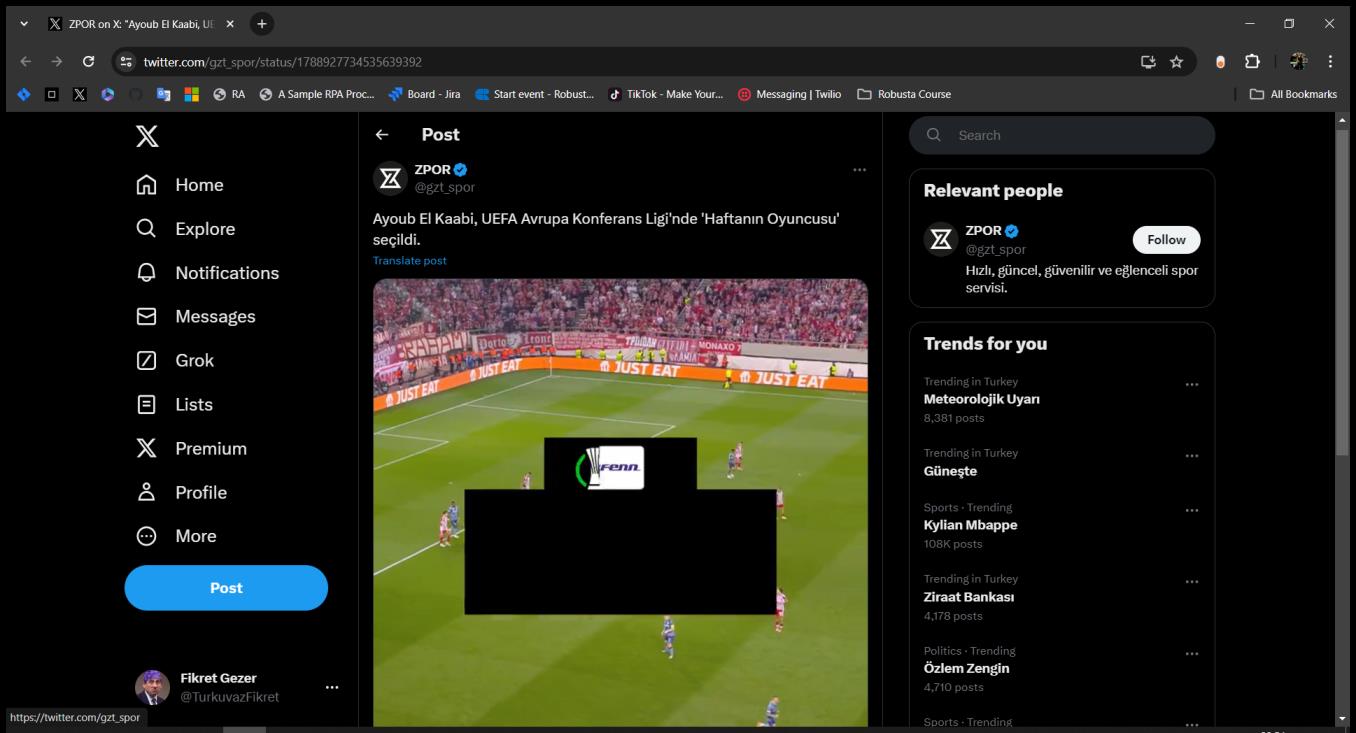 ZPOR on X: "Ayoub El Kaabi, UE
twitter.com/gzt_spor/status/1788927734535639392
RA
A Sample RPA Proc...
Board - Jira
Start event - Robust...
TikTok - Make Your...
Messaging | Twilio
Robusta Course
All Bookmarks
Home
Explore
Notifications
Messages
Grok
Lists
Premium
Profile
More
Post
Fikret Gezer
@TurkuvazFikret
https://twitter.com/gzt_spor
Post
ZPOR
@gzt_spor
Ayoub El Kaabi, UEFA Avrupa Konferans Ligi'nde 'Haftanın Oyuncusu'
seçildi.
Translate post
MONAXO 7
JUST EAT
JUST EAT
JUST EAT
JUST EAT
FENN
Search
Relevant people
ZPOR
@gzt_spor
Follow
Hızlı, güncel, güvenilir ve eğlenceli spor
servisi.
Trends for you
Trending in Turkey
Meteorolojik Uyarı
8,381 posts
Trending in Turkey
Güneşte
Sports · Trending
Kylian Mbappe
108K posts
Trending in Turkey
Ziraat Bankası
4,178 posts
Politics · Trending
Özlem Zengin
4,710 posts
Sports · Trending